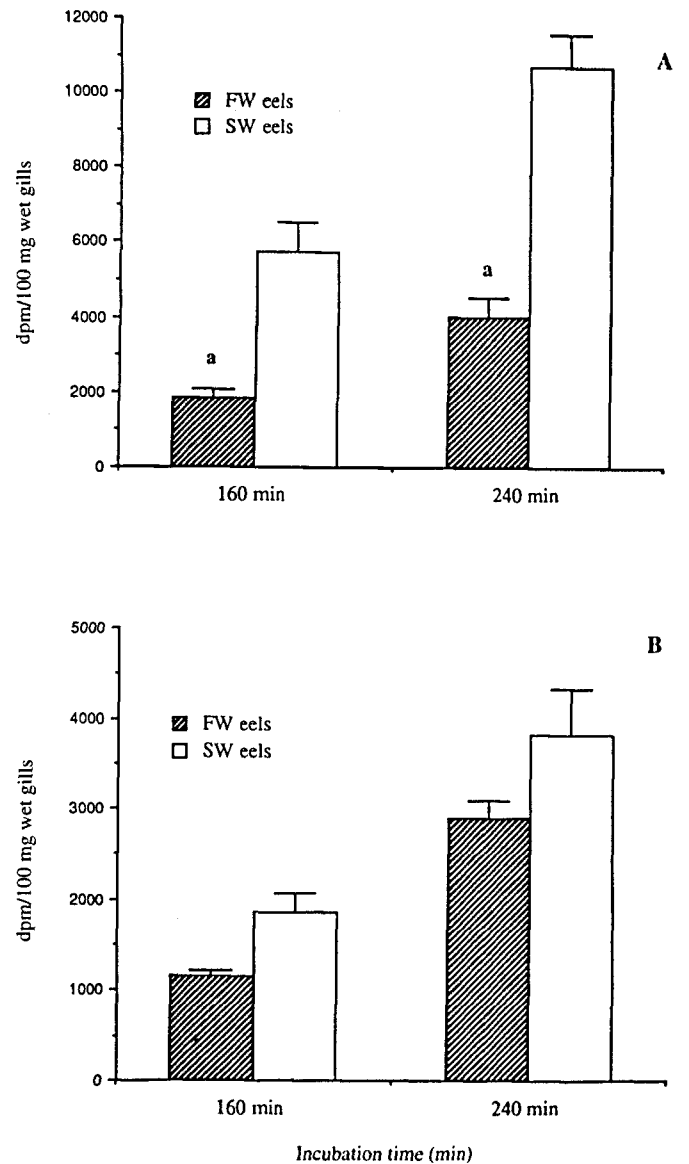 12000
A
10000
FW eels
SW eels
8000
dpm/100 mg wet gills
6000
a
4000
a
2000
0
160 min
240 min
5000
B
4000
FW eels
SW eels
3000
dpm/100 mg wet gills
2000
1000
0
160 min
240 min
Incubation time (min)